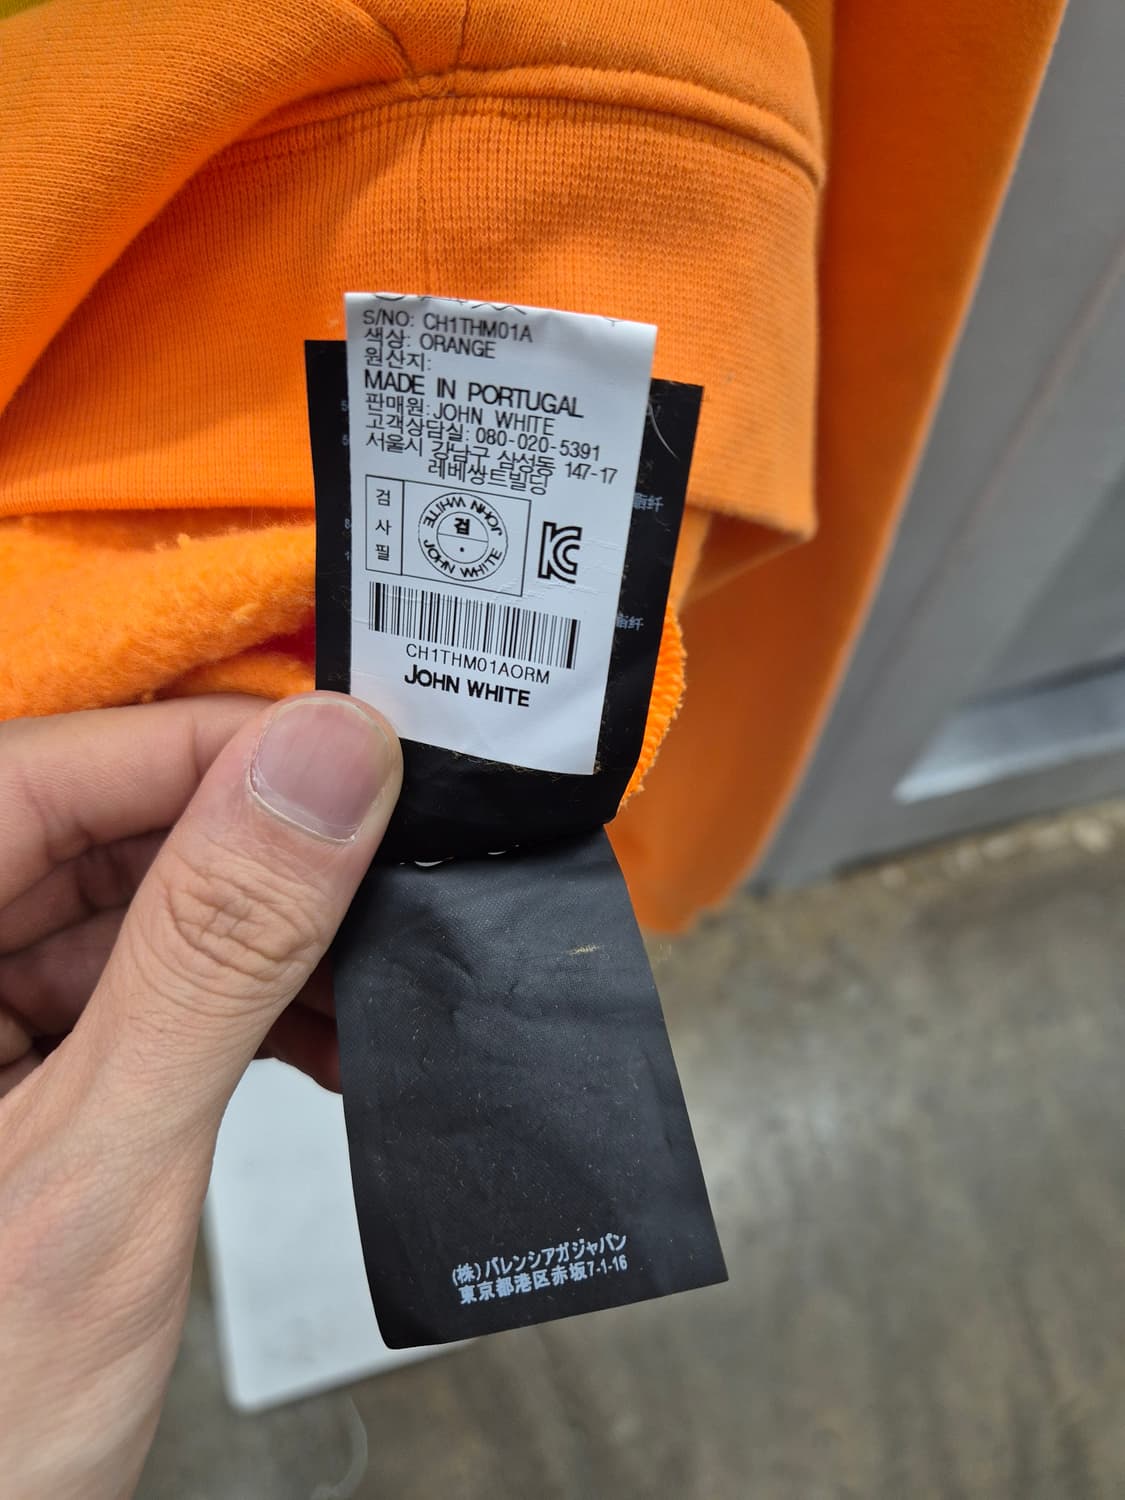 S/NO: CH1THM01A
색상: ORANGE
원산지:
MADE IN PORTUGAL
판매원:JOHN WHITE
고객상담실: 080-020-5391
서울시 강남구 삼성동 147-17
레베쌍트빌딩
검
사
필
JOHN WHITE
검
JOHN WHITE
KC
CH1THM01AORM
JOHN WHITE
(株)バレンシアガジャパン
東京都港区赤坂7-1-16